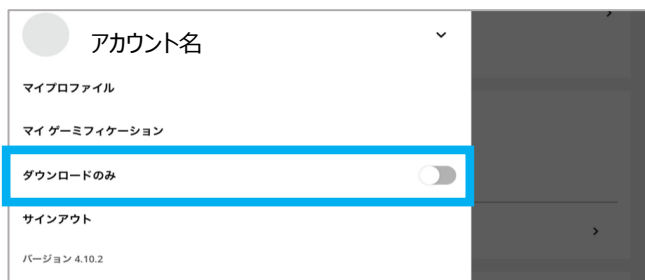 アカウント名
マイプロファイル
マイ ゲーミフィケーション
ダウンロードのみ
サインアウト
バージョン 4.10.2